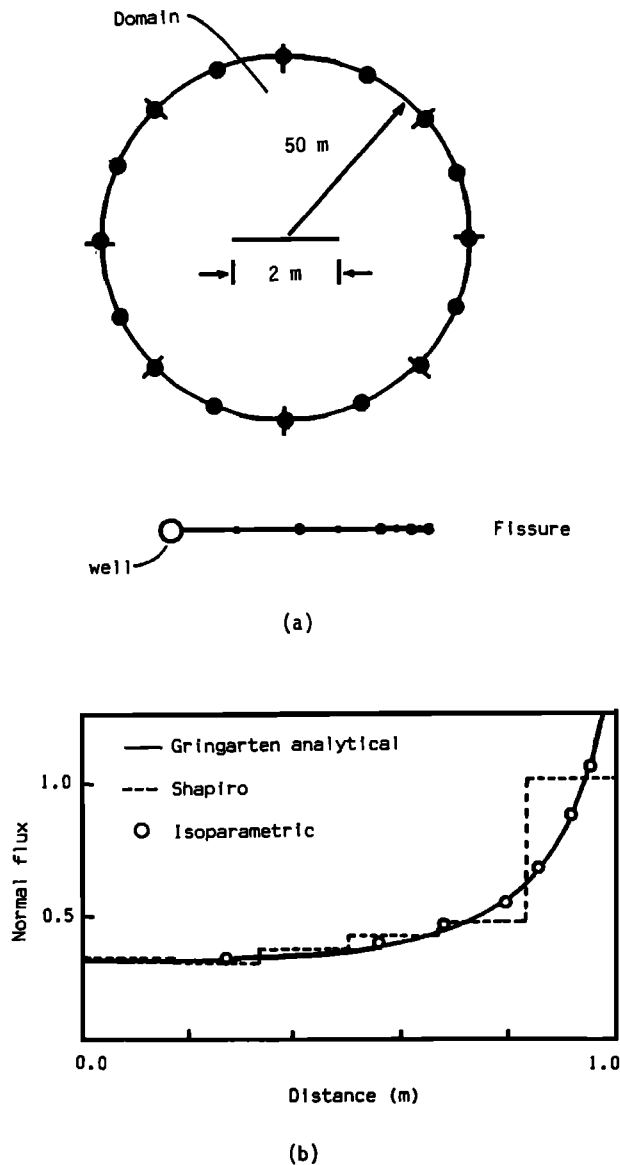 Domain
50 m
2 m
well
Fissure
(a)
Gringarten analytical
Shapiro
Isoparametric
1.0
0.5
Normal flux
0.0
1.0
Distance (m)
(b)